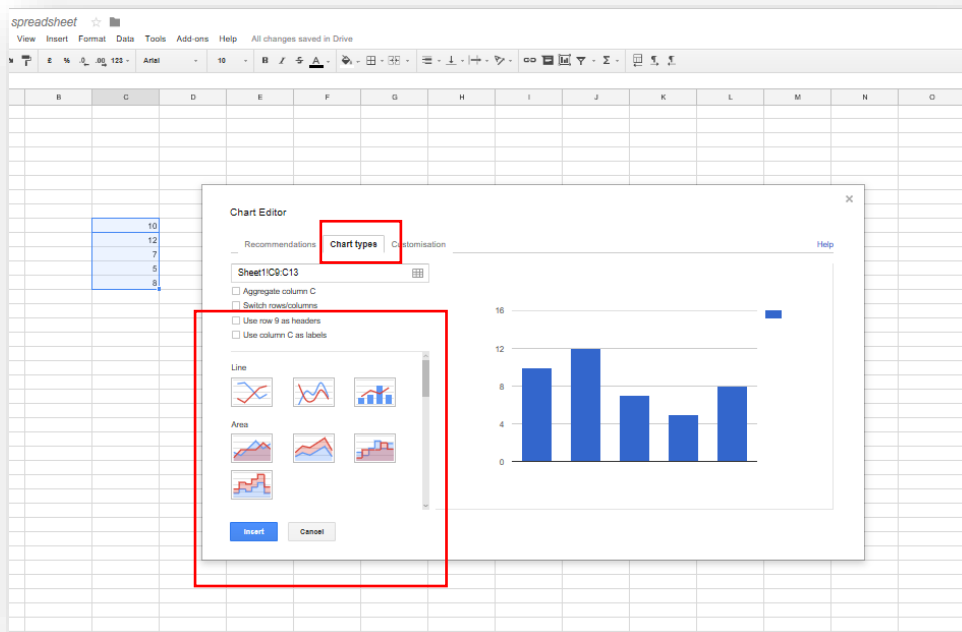 spreadsheet
View Insert Format Data Tools Add-ons Help All changes saved in Drive
£ % .0 .00 123 Arial 10 B I S A
B C D E F G H I J K L M N O
10
12
7
5
8
Chart Editor
Recommendations Chart types Customisation Help
Sheet1!C9:C13
Aggregate column C
Switch rows/columns
Use row 9 as headers
Use column C as labels
Line
Area
Insert Cancel
16
12
8
4
0